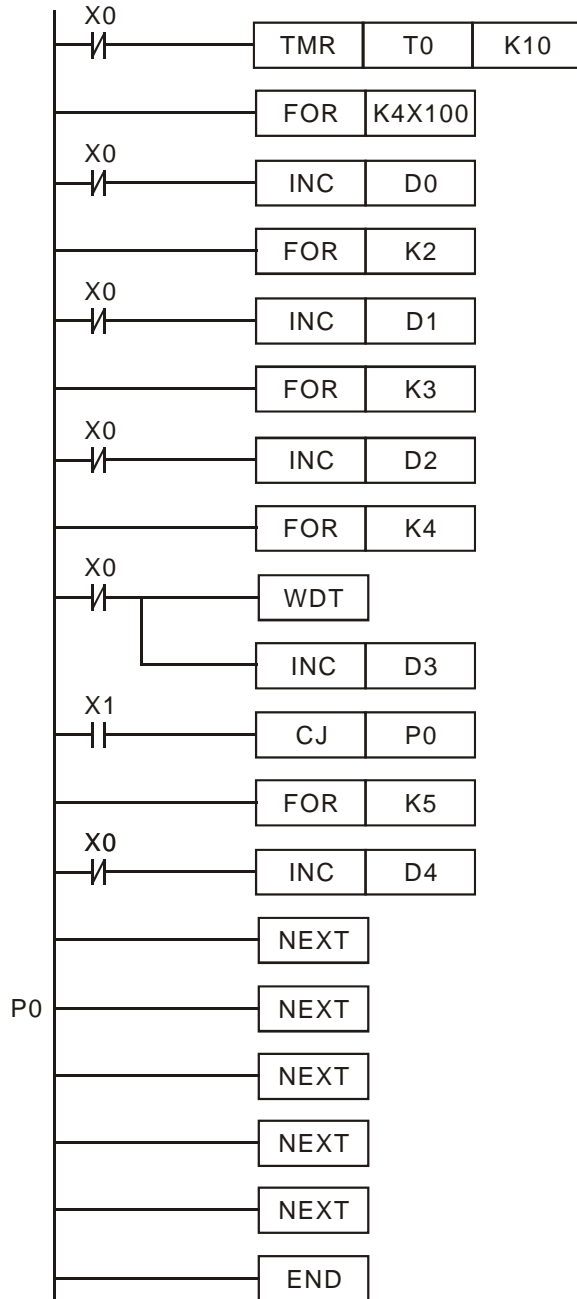 X0
TMR T0 K10
FOR K4X100
X0
INC D0
FOR K2
X0
INC D1
FOR K3
X0
INC D2
FOR K4
X0
WDT
INC D3
X1
CJ P0
FOR K5
X0
INC D4
NEXT
P0 NEXT
NEXT
NEXT
NEXT
END